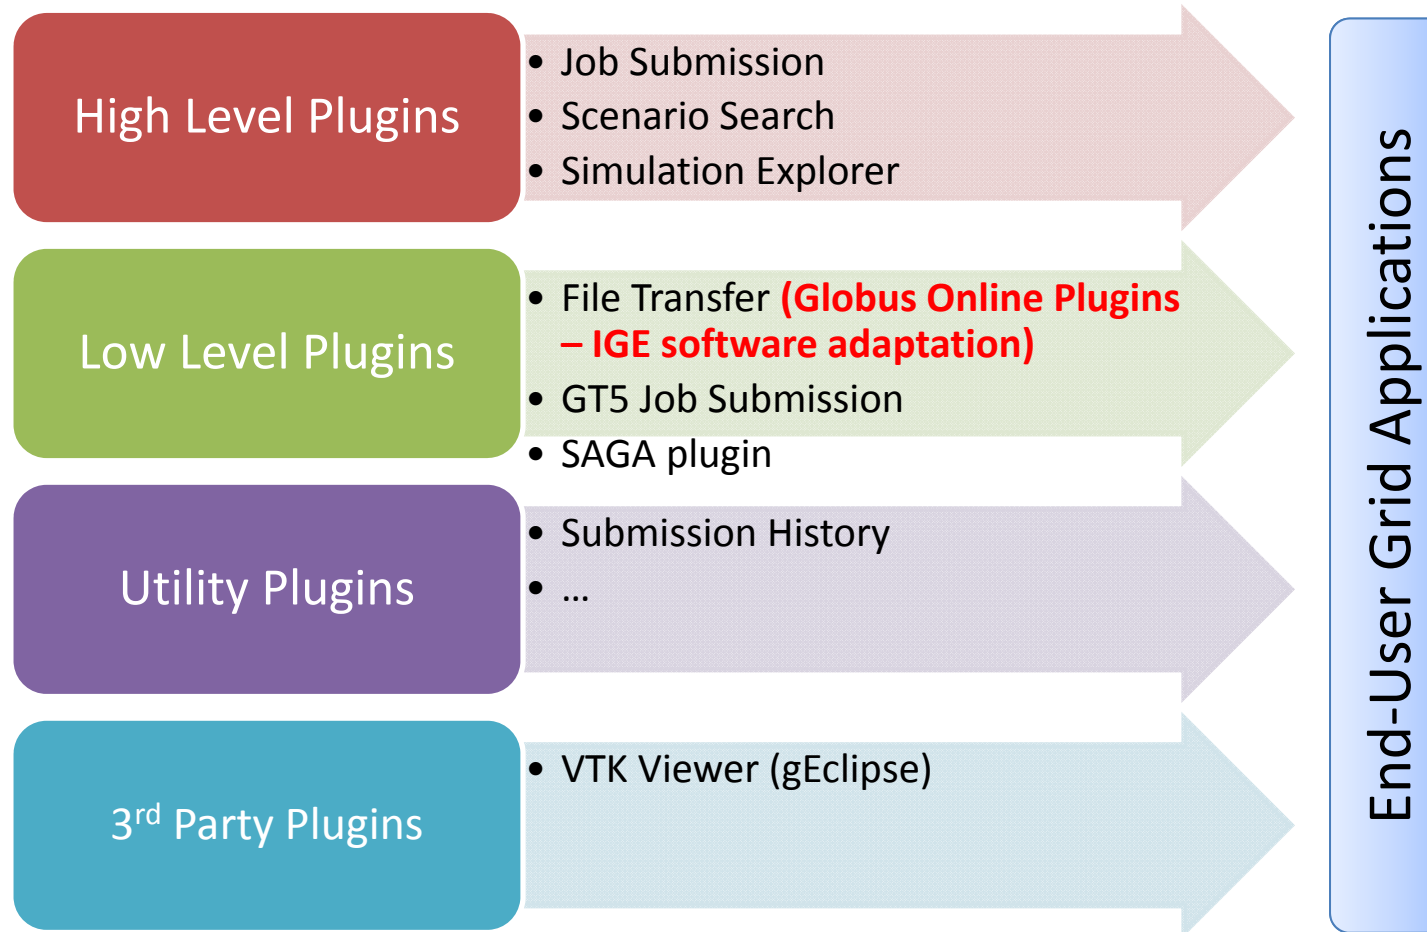 High Level Plugins
• Job Submission
• Scenario Search
• Simulation Explorer
Low Level Plugins
• File Transfer (Globus Online Plugins
– IGE software adaptation)
• GT5 Job Submission
• SAGA plugin
Utility Plugins
• Submission History
• ...
3rd Party Plugins
• VTK Viewer (gEclipse)
End-User Grid Applications